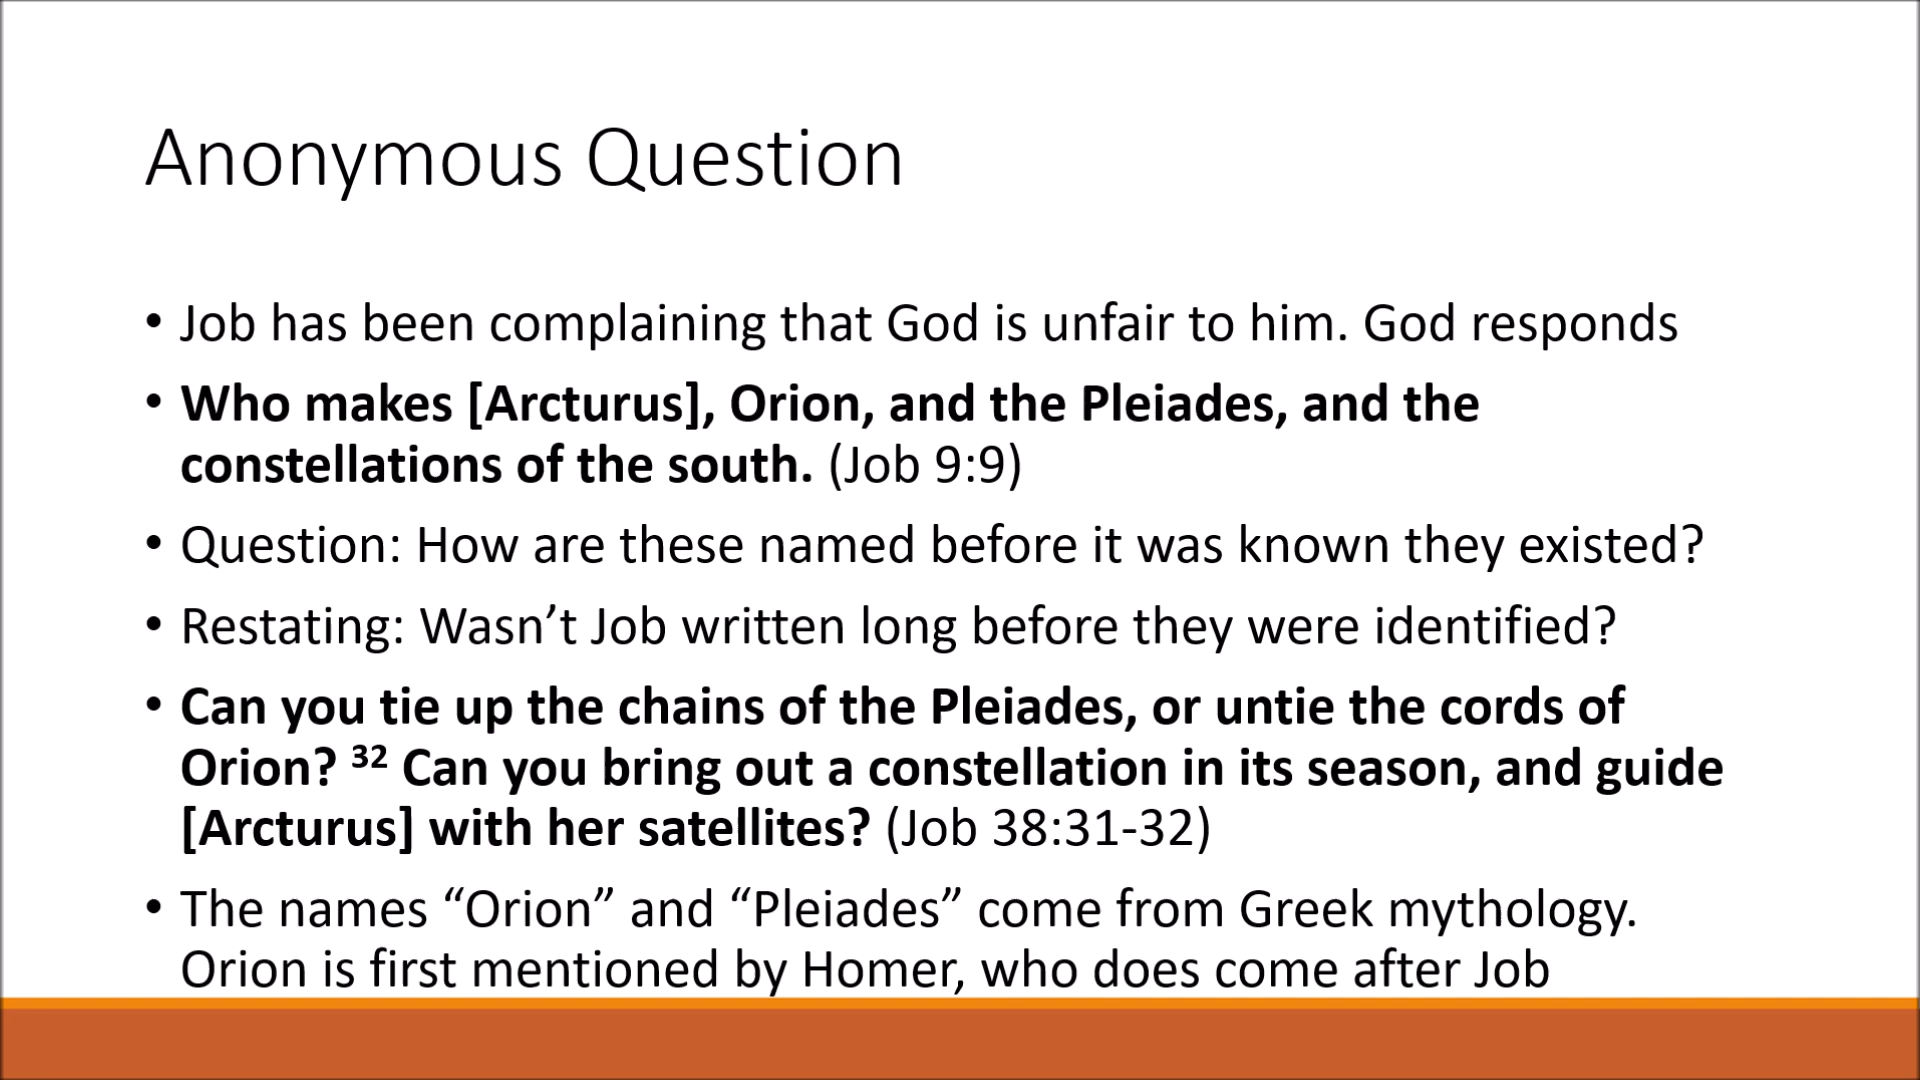 Anonymous Question
• Job has been complaining that God is unfair to him. God responds
• Who makes [Arcturus], Orion, and the Pleiades, and the
constellations of the south. (Job 9:9)
• Question: How are these named before it was known they existed?
• Restating: Wasn’t Job written long before they were identified?
• Can you tie up the chains of the Pleiades, or untie the cords of
Orion? ³² Can you bring out a constellation in its season, and guide
[Arcturus] with her satellites? (Job 38:31-32)
• The names “Orion” and “Pleiades” come from Greek mythology.
Orion is first mentioned by Homer, who does come after Job